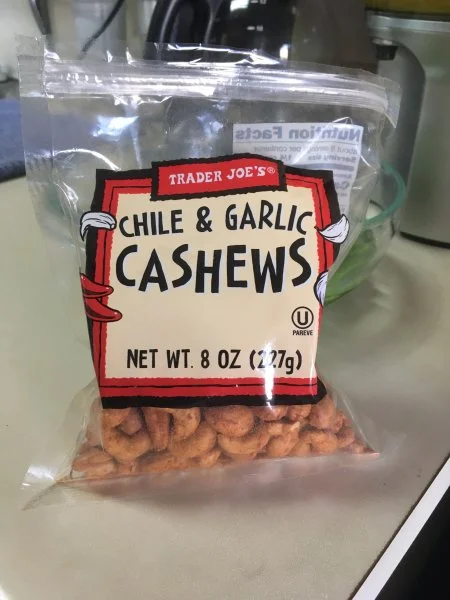 Nutrition Facts
TRADER JOE'S®
CHILE & GARLIC
CASHEWS
U
PAREVE
NET WT. 8 OZ (227g)